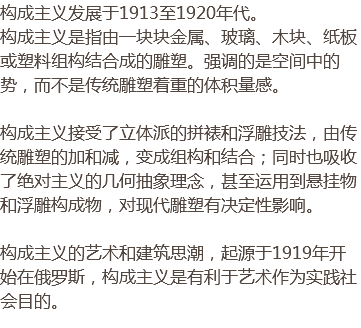 构成主义发展于1913至1920年代。
构成主义是指由一块块金属、玻璃、木块、纸板
或塑料组构结合成的雕塑。强调的是空间中的
势，而不是传统雕塑着重的体积量感。
构成主义接受了立体派的拼裱和浮雕技法，由传
统雕塑的加和减，变成组构和结合；同时也吸收
了绝对主义的几何抽象理念，甚至运用到悬挂物
和浮雕构成物，对现代雕塑有决定性影响。
构成主义的艺术和建筑思潮，起源于1919年开
始在俄罗斯，构成主义是有利于艺术作为实践社
会目的。